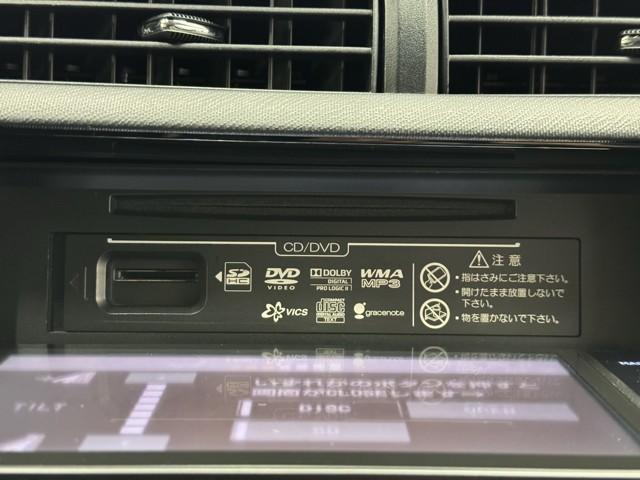 CD/DVD
SD HC
DVD VIDEO
DOLBY DIGITAL PRO LOGIC II
WMA MP3
VICS
COMPACT disc DIGITAL AUDIO TEXT
gracenote
注意
・指はさみにご注意下さい。
・開けたまま放置しないで
下さい。
・物を置かないで下さい。
TILT
DISC
SD